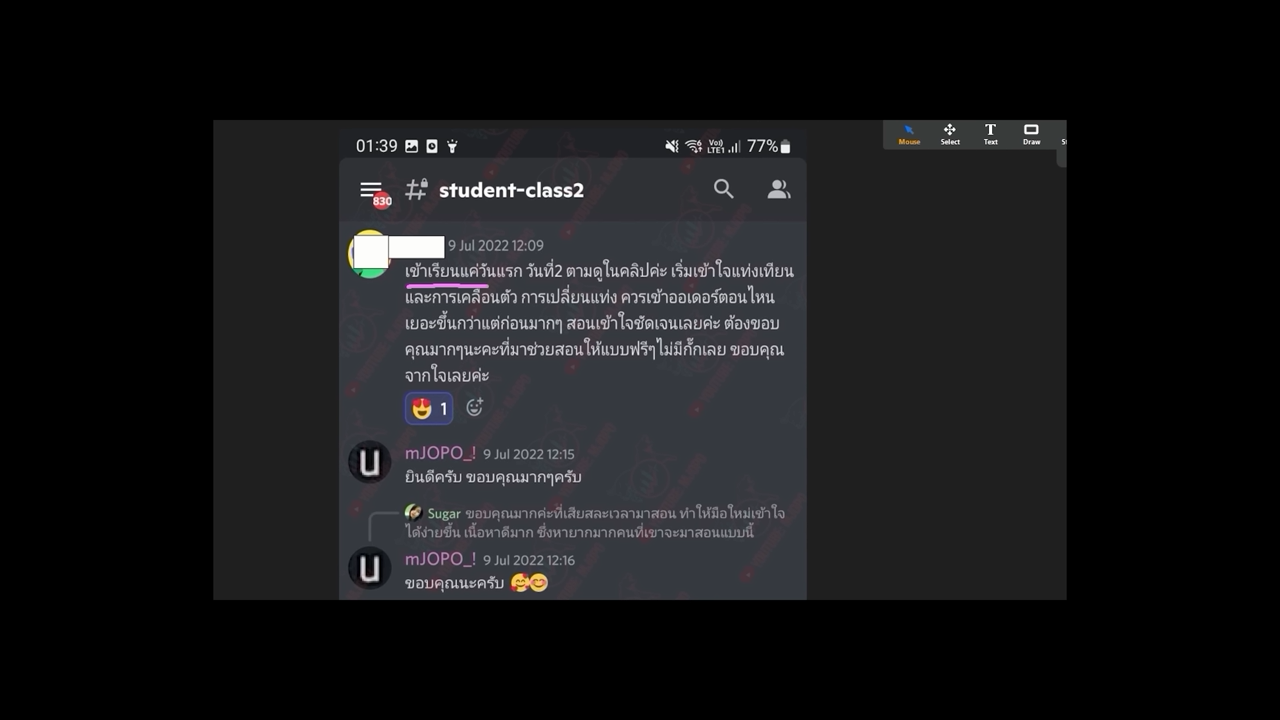 01:39 Vo) LTE1 77%
Mouse Select Text Draw
830 student-class2
9 Jul 2022 12:09
เข้าเรียนแค่วันแรก วันที่2 ตามดูในคลิปค่ะ เริ่มเข้าใจแท่งเทียน
และการเคลื่อนตัว การเปลี่ยนแท่ง ควรเข้าออเดอร์ตอนไหน
เยอะขึ้นกว่าแต่ก่อนมากๆ สอนเข้าใจชัดเจนเลยค่ะ ต้องขอบ
คุณมากๆนะคะที่มาช่วยสอนให้แบบฟรีๆไม่มีกั๊กเลย ขอบคุณ
จากใจเลยค่ะ
1
mJOPO_! 9 Jul 2022 12:15
ยินดีครับ ขอบคุณมากๆครับ
Sugar ขอบคุณมากค่ะที่เสียสละเวลามาสอน ทำให้มือใหม่เข้าใจ
ได้ง่ายขึ้น เนื้อหาดีมาก ซึ่งหายากมากคนที่เขาจะมาสอนแบบนี้
mJOPO_! 9 Jul 2022 12:16
ขอบคุณนะครับ